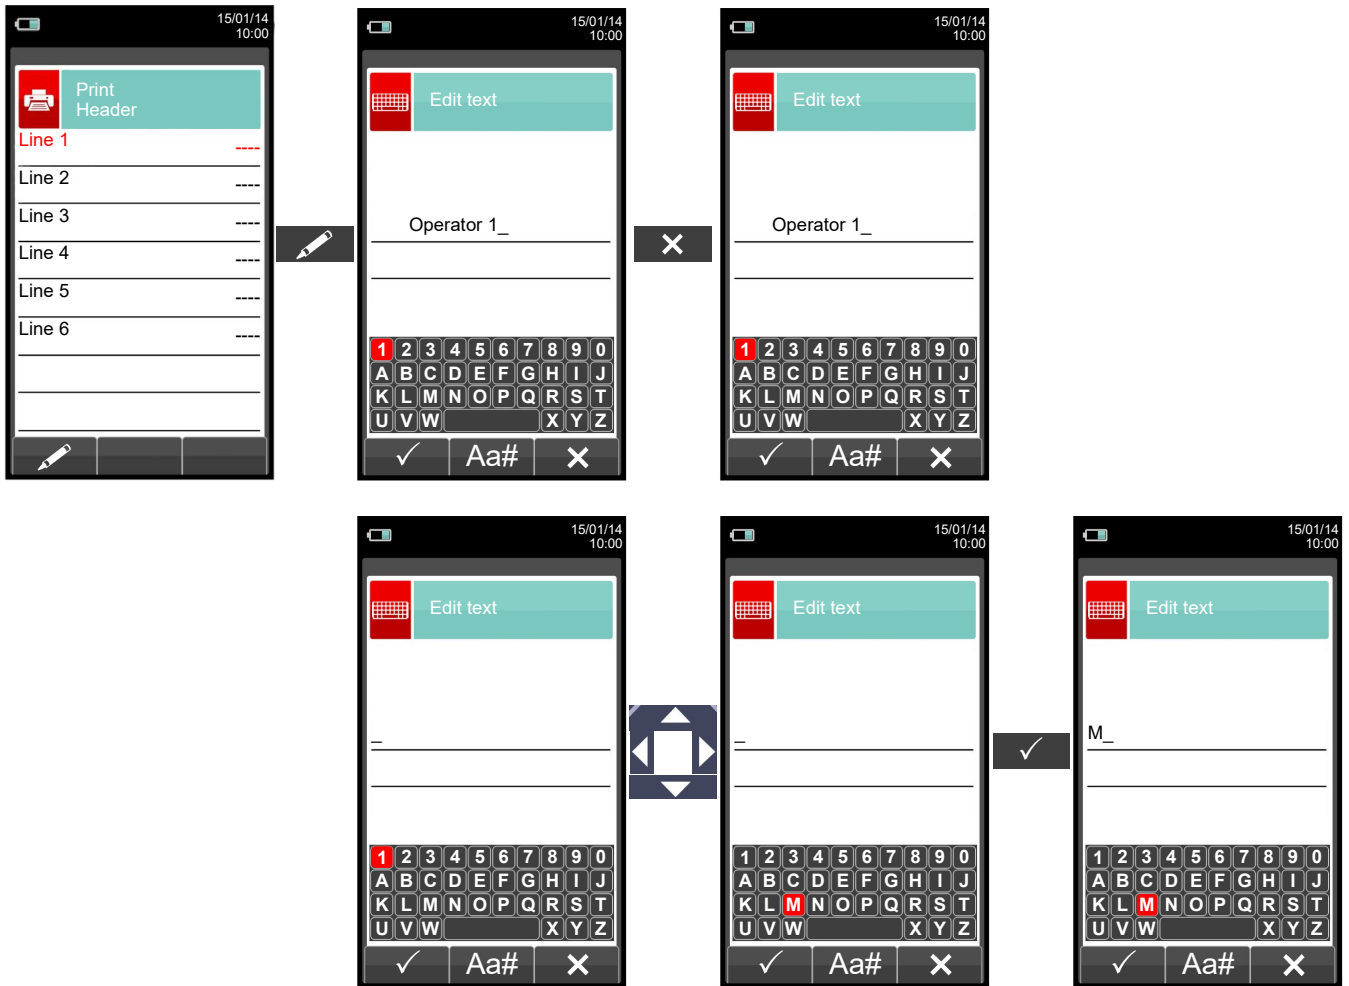 15/01/14
10:00
Print
Header
Line 1 ----
Line 2 ----
Line 3 ----
Line 4 ----
Line 5 ----
Line 6 ----
15/01/14
10:00
Edit text
Operator 1_
1 2 3 4 5 6 7 8 9 0
A B C D E F G H I J
K L M N O P Q R S T
U V W X Y Z
Aa#
15/01/14
10:00
Edit text
Operator 1_
1 2 3 4 5 6 7 8 9 0
A B C D E F G H I J
K L M N O P Q R S T
U V W X Y Z
Aa#
15/01/14
10:00
Edit text
_
1 2 3 4 5 6 7 8 9 0
A B C D E F G H I J
K L M N O P Q R S T
U V W X Y Z
Aa#
15/01/14
10:00
Edit text
_
1 2 3 4 5 6 7 8 9 0
A B C D E F G H I J
K L M N O P Q R S T
U V W X Y Z
Aa#
15/01/14
10:00
Edit text
M_
1 2 3 4 5 6 7 8 9 0
A B C D E F G H I J
K L M N O P Q R S T
U V W X Y Z
Aa#